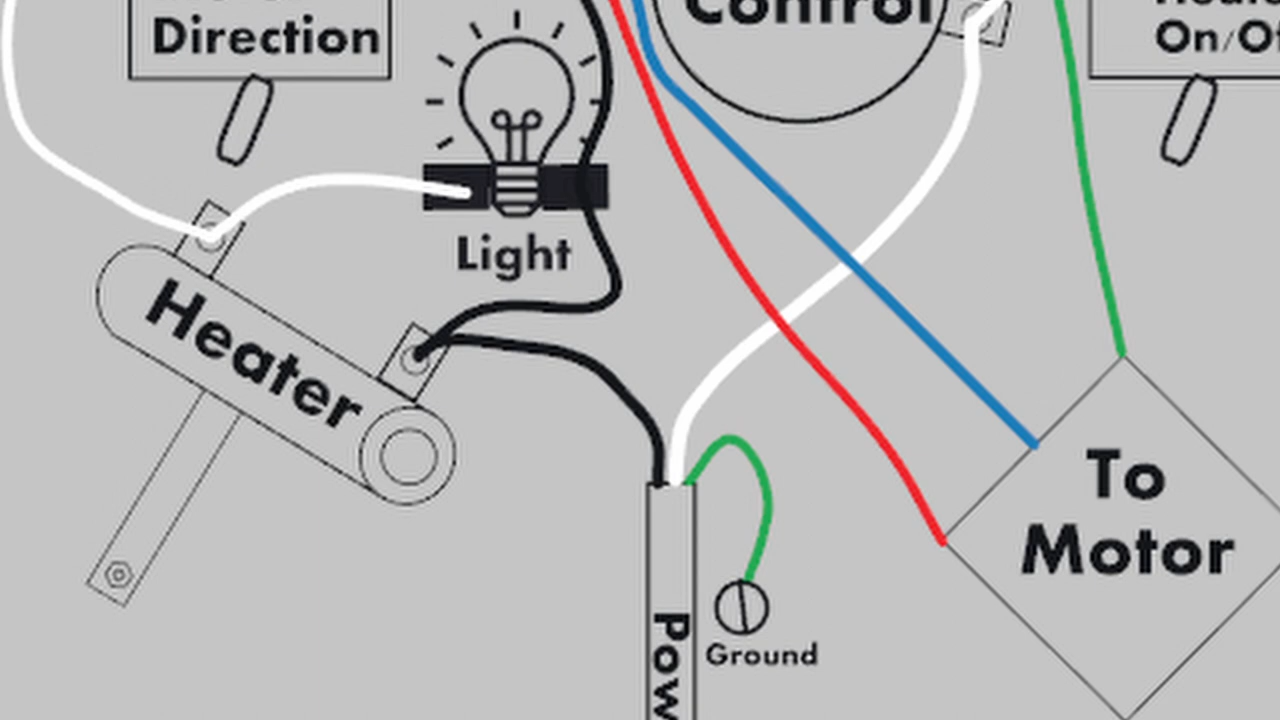 Direction
Control
On/Of
Light
Heater
To
Motor
Pow
Ground